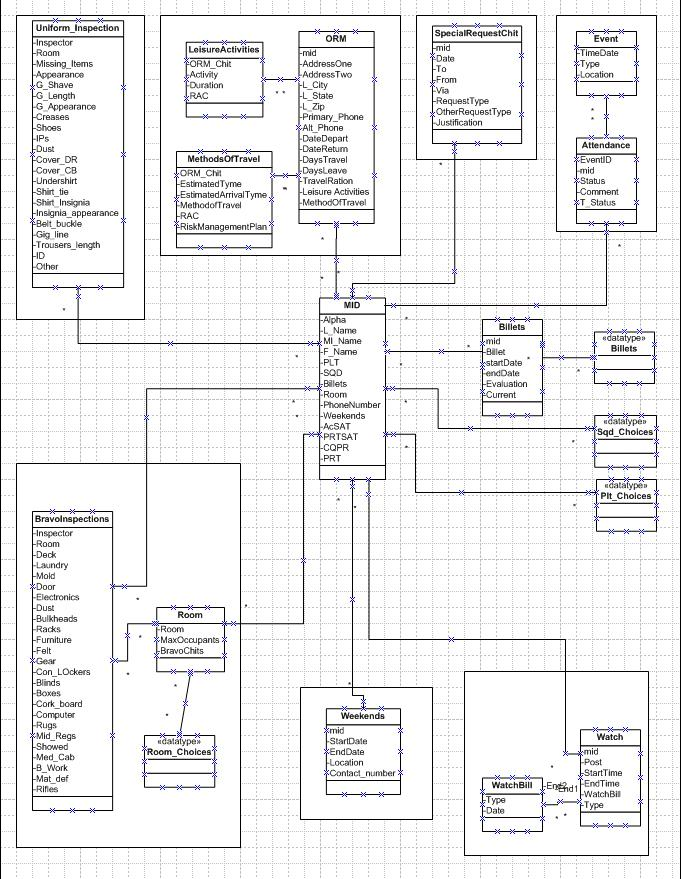 Uniform_Inspection
-Inspector
-Room
-Missing_Items
-Appearance
-G_Shave
-G_Length
-G_Appearance
-Creases
-Shoes
-IPs
-Dust
-Cover_DR
-Cover_CB
-Undershirt
-Shirt_tie
-Shirt_Insignia
-Insignia_appearance
-Belt_buckle
-Gig_line
-Trousers_length
-ID
-Other
LeisureActivities
-ORM_Chit
-Activity
-Duration
-RAC
MethodsOfTravel
-ORM_Chit
-EstimatedTyme
-EstimatedArrivalTyme
-MethodofTravel
-RAC
-RiskManagementPlan
ORM
-mid
-AddressOne
-AddressTwo
-L_City
-L_State
-L_Zip
-Primary_Phone
-Alt_Phone
-DateDepart
-DateReturn
-DaysTravel
-DaysLeave
-TravelRation
-Leisure Activities
-MethodOfTravel
SpecialRequestChit
-mid
-Date
-To
-From
-Via
-RequestType
-OtherRequestType
-Justification
Event
-TimeDate
-Type
-Location
Attendance
-EventID
-mid
-Status
-Comment
-T_Status
MID
-Alpha
-L_Name
-MI_Name
-F_Name
-PLT
-SQD
-Billets
-Room
-PhoneNumber
-Weekends
-AcSAT
-PRTSAT
-CQPR
-PRT
Billets
-mid
-Billet
-startDate
-endDate
-Evaluation
-Current
«datatype»
Billets
«datatype»
Sqd_Choices
«datatype»
Plt_Choices
BravoInspections
-Inspector
-Room
-Deck
-Laundry
-Mold
-Door
-Electronics
-Dust
-Bulkheads
-Racks
-Furniture
-Felt
-Gear
-Con_LOckers
-Blinds
-Boxes
-Cork_board
-Computer
-Rugs
-Mid_Regs
-Showed
-Med_Cab
-B_Work
-Mat_def
-Rifles
Room
-Room
-MaxOccupants
-BravoChits
«datatype»
Room_Choices
Weekends
-mid
-StartDate
-EndDate
-Location
-Contact_number
WatchBill
-Type
-Date
-End2
-End1
Watch
-mid
-Post
-StartTime
-EndTime
-WatchBill
-Type